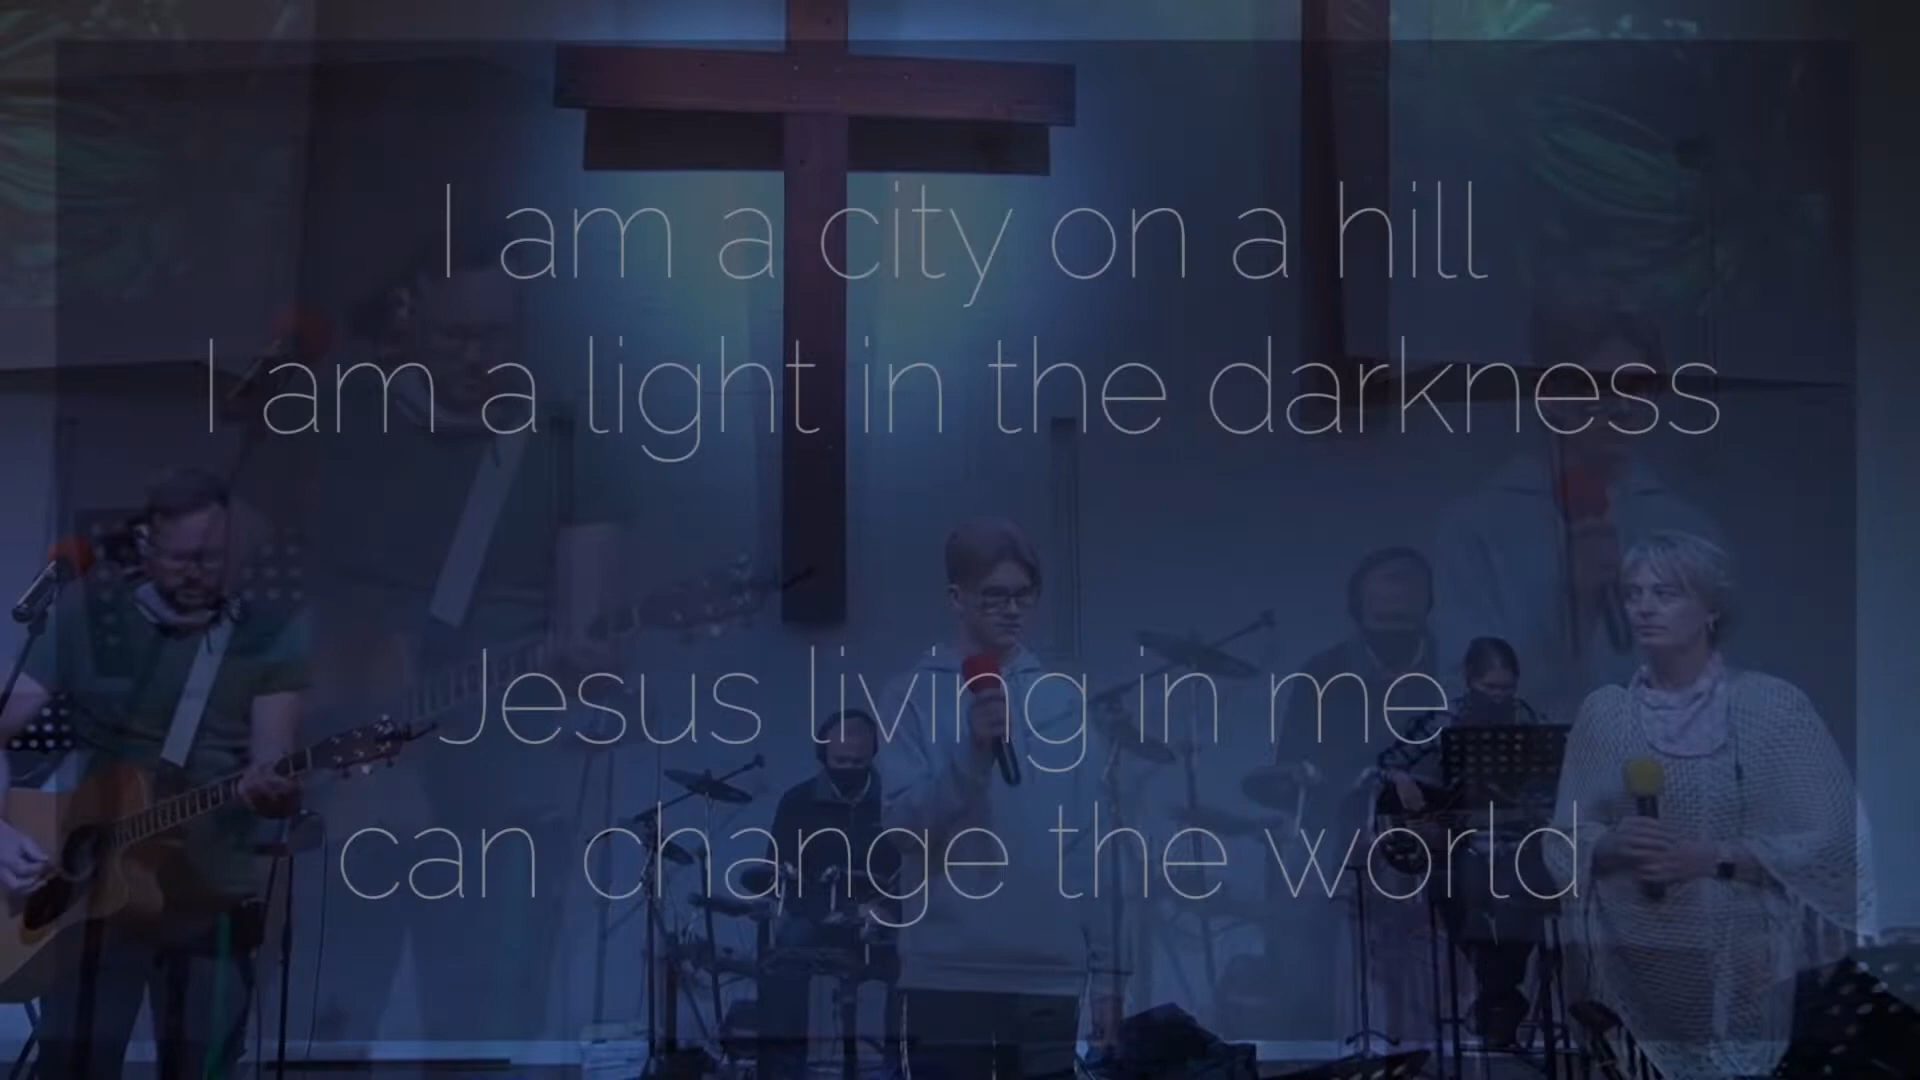 I am a city on a hill
I am a light in the darkness
Jesus living in me
can change the world